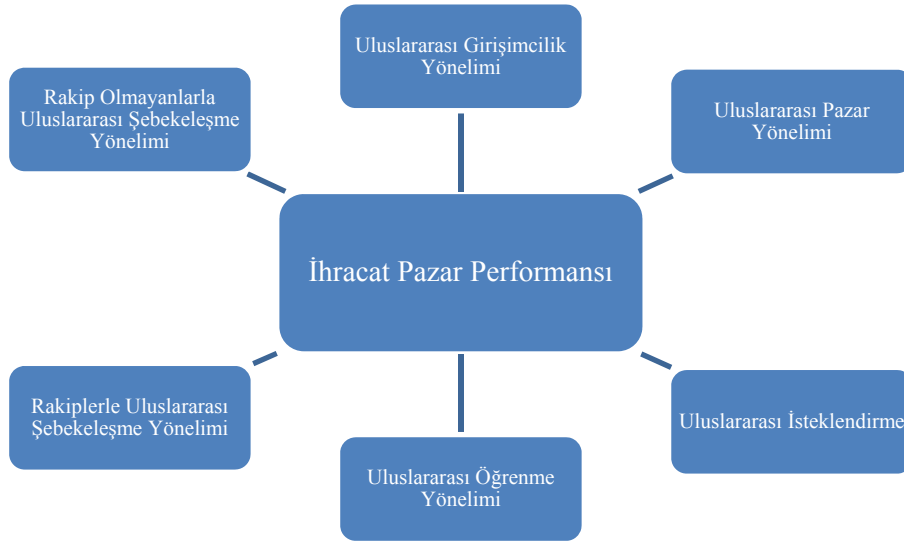 Uluslararası Girişimcilik
Yönelimi
Rakip Olmayanlarla
Uluslararası Şebekeleşme
Yönelimi
Uluslararası Pazar
Yönelimi
İhracat Pazar Performansı
Rakiplerle Uluslararası
Şebekeleşme Yönelimi
Uluslararası İsteklendirme
Uluslararası Öğrenme
Yönelimi